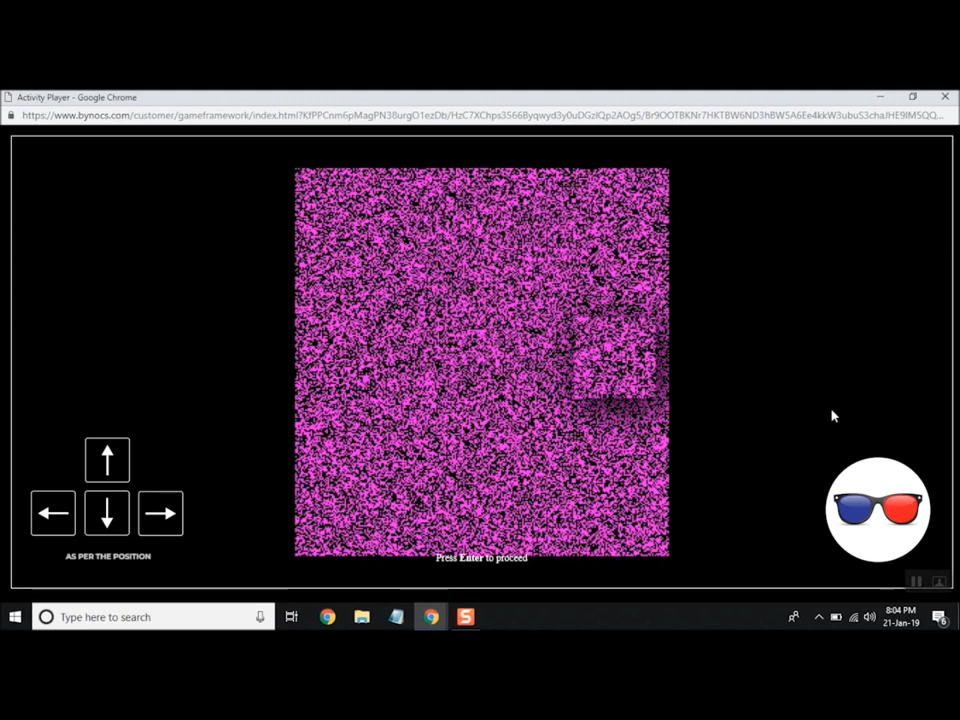 Activity Player - Google Chrome
Press Enter to proceed
AS PER THE POSITION
Type here to search
8:04 PM
21-Jan-19
6